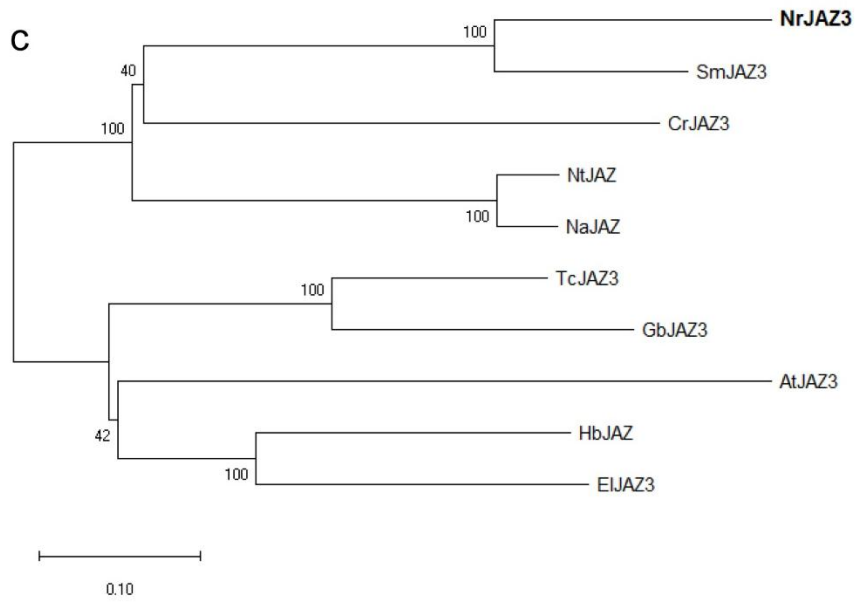 C
NrJAZ3
100
SmJAZ3
40
CrJAZ3
100
NtJAZ
100
NaJAZ
TcJAZ3
100
GbJAZ3
AtJAZ3
42
HbJAZ
100
ElJAZ3
0.10